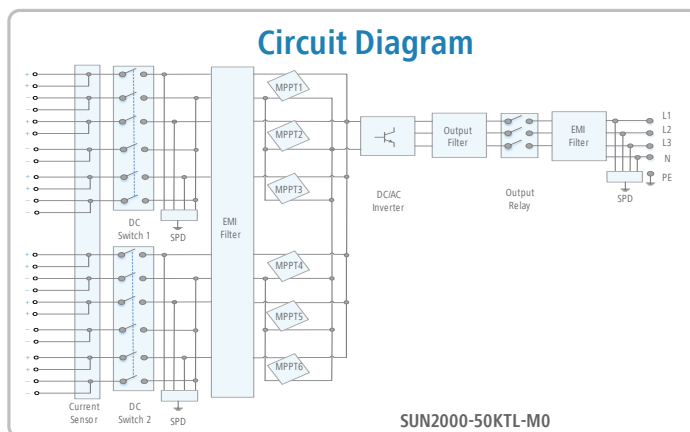 Circuit Diagram
MPPT1
MPPT2
MPPT3
MPPT4
MPPT5
MPPT6
EMI
Filter
DC
Switch 1
SPD
Current
Sensor
DC
Switch 2
SPD
DC/AC
Inverter
Output
Filter
Output
Relay
EMI
Filter
L1
L2
L3
N
PE
SPD
SUN2000-50KTL-M0